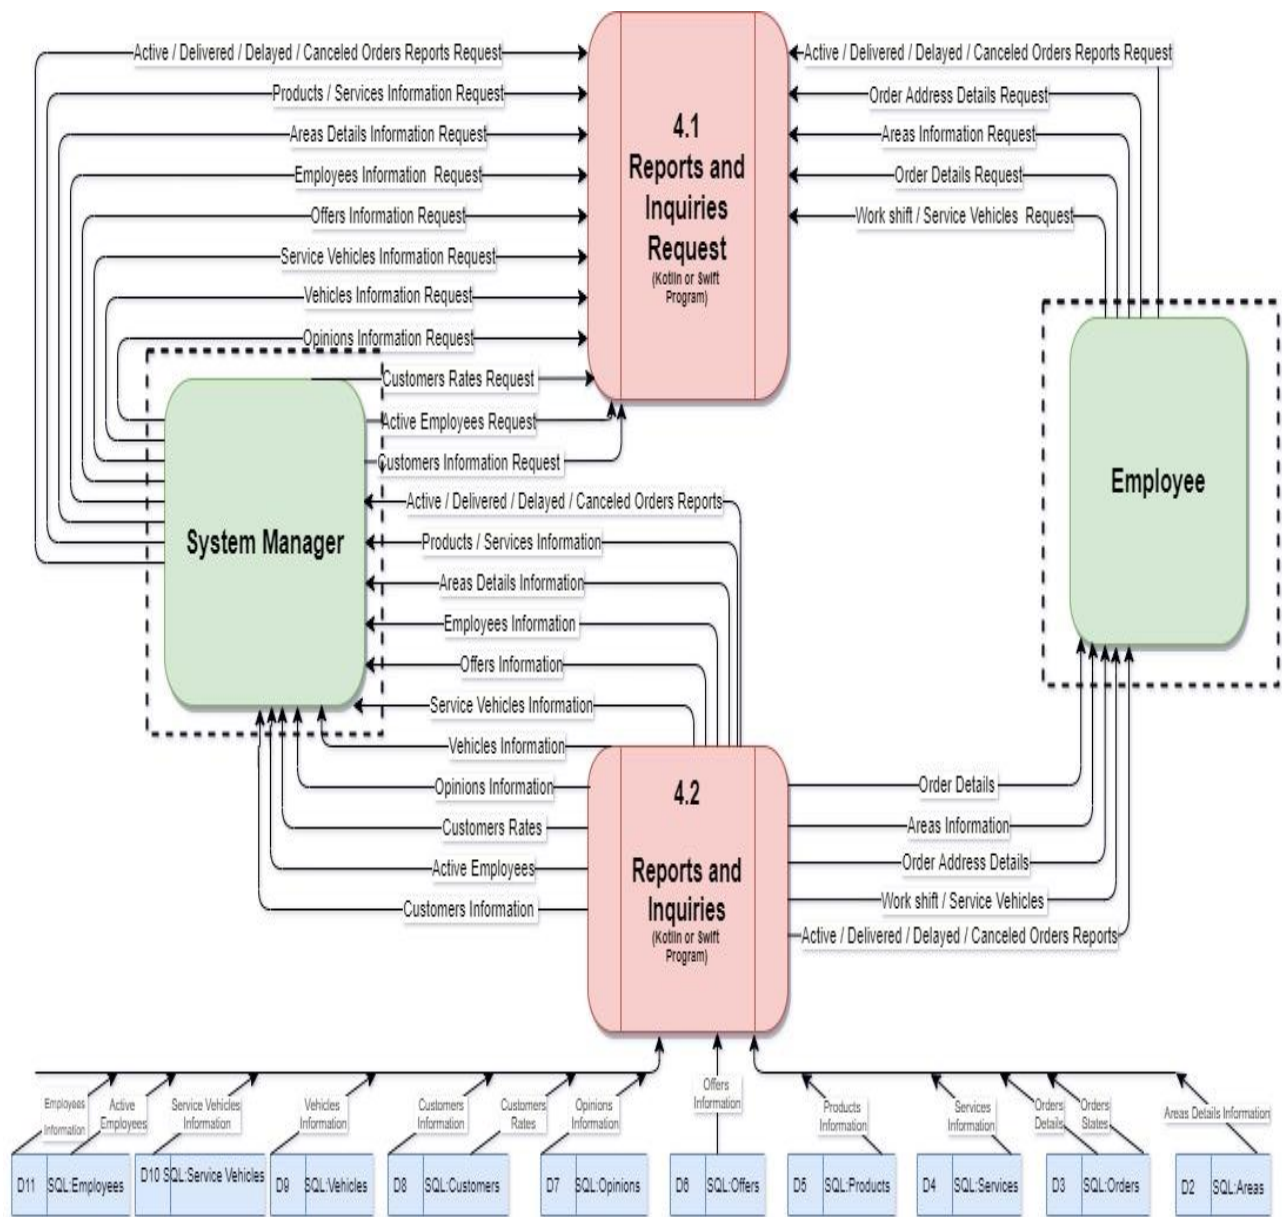 Active / Delivered / Delayed / Canceled Orders Reports Request
Products / Services Information Request
Areas Details Information Request
Employees Information Request
Offers Information Request
Service Vehicles Information Request
Vehicles Information Request
Opinions Information Request
Customers Rates Request
Active Employees Request
Customers Information Request
4.1
Reports and
Inquiries
Request
(Kotlin or Swift
Program)
Active / Delivered / Delayed / Canceled Orders Reports Request
Order Address Details Request
Areas Information Request
Order Details Request
Work shift / Service Vehicles Request
System Manager
Employee
Active / Delivered / Delayed / Canceled Orders Reports
Products / Services Information
Areas Details Information
Employees Information
Offers Information
Service Vehicles Information
Vehicles Information
Opinions Information
Customers Rates
Active Employees
Customers Information
4.2
Reports and
Inquiries
(Kotlin or Swift
Program)
Order Details
Areas Information
Order Address Details
Work shift / Service Vehicles
Active / Delivered / Delayed / Canceled Orders Reports
Employees
Information
Active
Employees
Service Vehicles
Information
Vehicles
Information
Customers
Information
Customers
Rates
Opinions
Information
Offers
Information
Products
Information
Services
Information
Orders
Details
Orders
States
Areas Details Information
D11 SQL:Employees
D10 SQL:Service Vehicles
D9 SQL:Vehicles
D8 SQL:Customers
D7 SQL:Opinions
D6 SQL:Offers
D5 SQL:Products
D4 SQL:Services
D3 SQL:Orders
D2 SQL:Areas